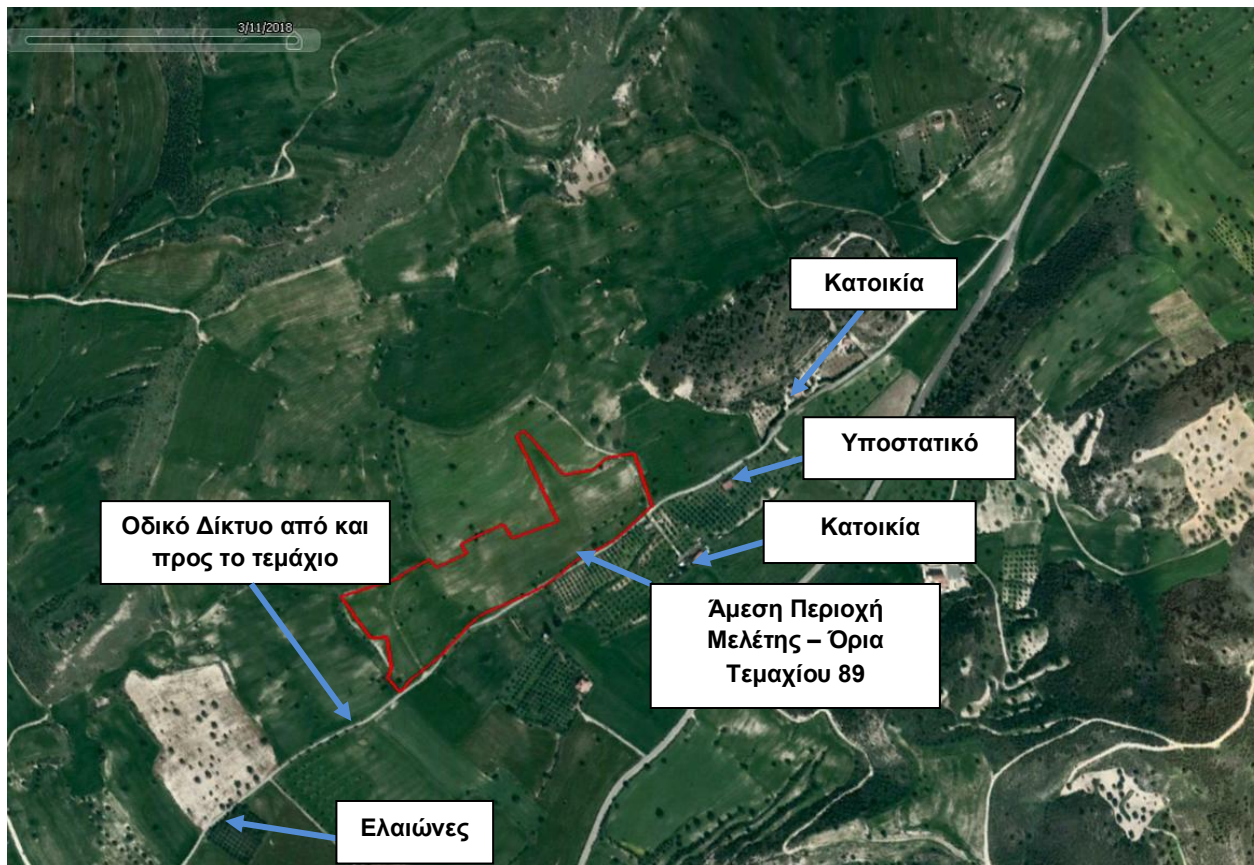 3/11/2018
Κατοικία
Υποστατικό
Οδικό Δίκτυο από και
προς το τεμάχιο
Κατοικία
Άμεση Περιοχή
Μελέτης – Όρια
Τεμαχίου 89
Ελαιώνες